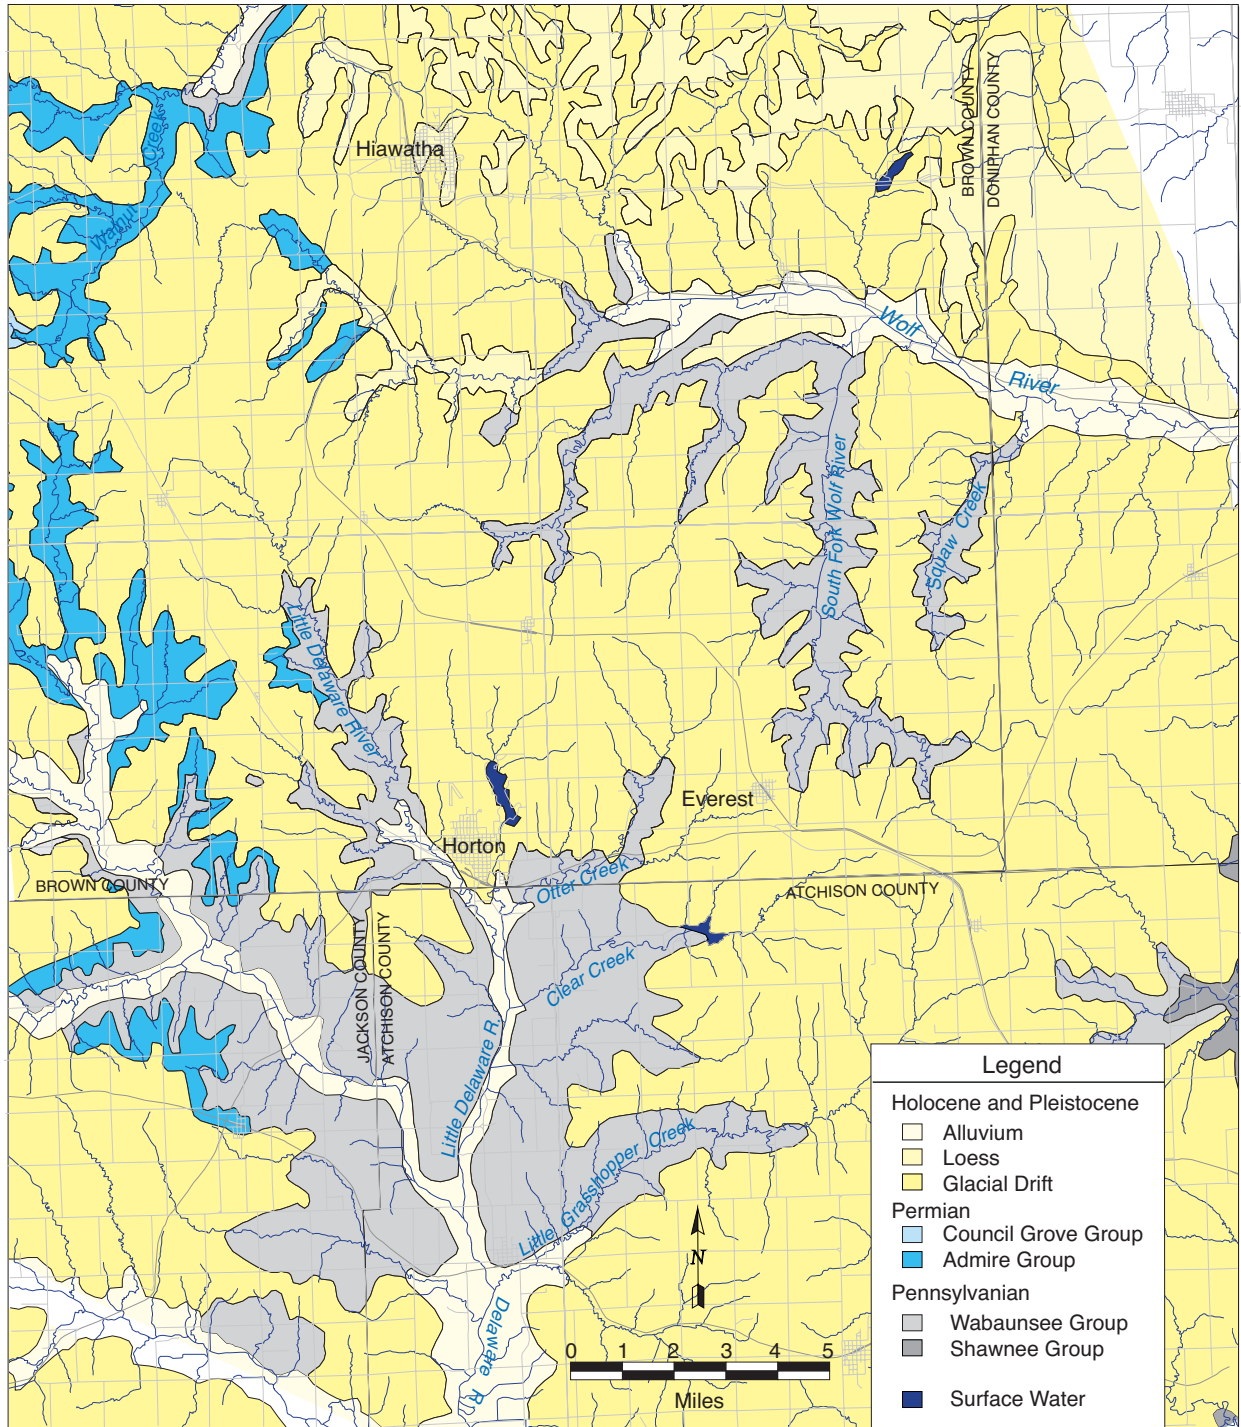 Hiawatha
BROWN COUNTY
DONIPHAN COUNTY
Walnut Creek
Wolf River
South Fork Wolf River
Squaw Creek
Little Delaware River
Everest
Horton
Otter Creek
BROWN COUNTY
ATCHISON COUNTY
JACKSON COUNTY
ATCHISON COUNTY
Clear Creek
Little Delaware R.
Little Grasshopper Creek
Delaware R.
N
0 1 2 3 4 5
Miles
Legend
Holocene and Pleistocene
Alluvium
Loess
Glacial Drift
Permian
Council Grove Group
Admire Group
Pennsylvanian
Wabaunsee Group
Shawnee Group
Surface Water